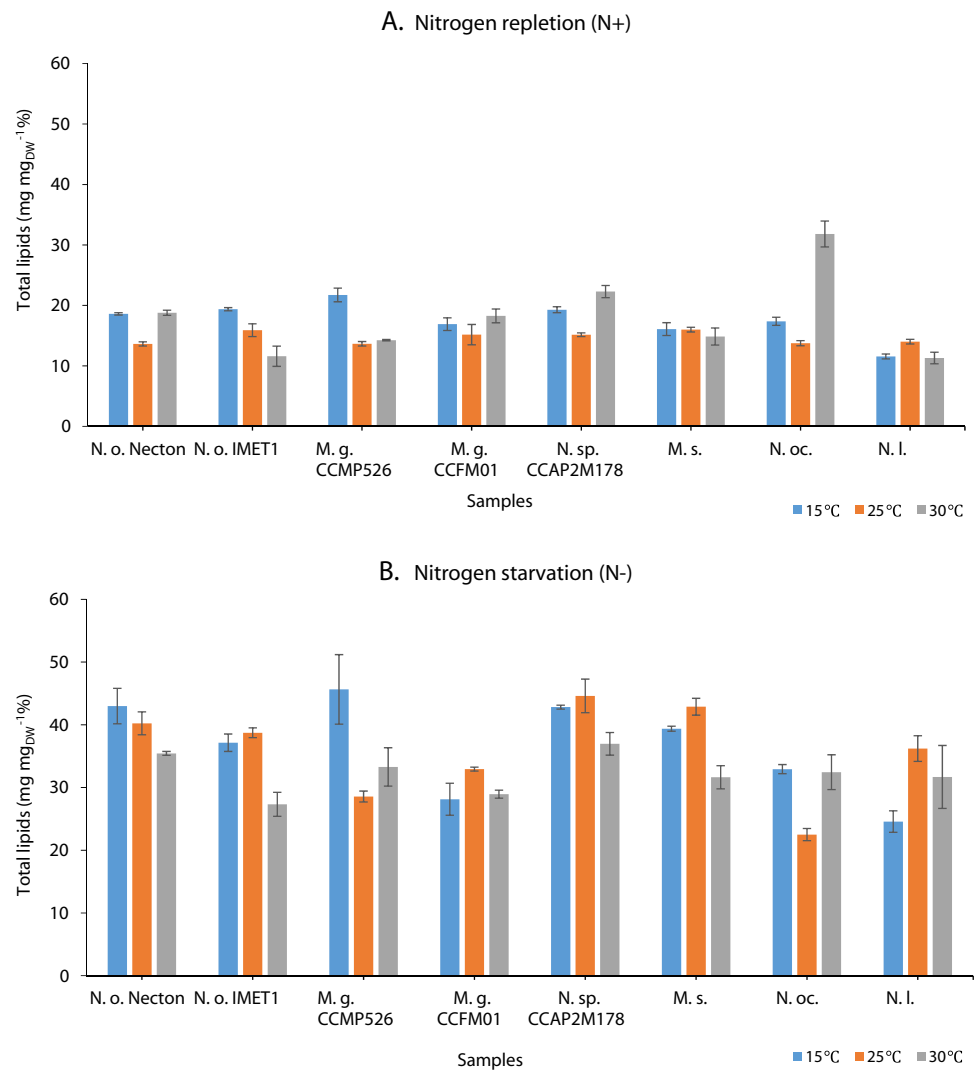 A. Nitrogen repletion (N+)
Total lipids (mg mg_DW^-1%)
60
50
40
30
20
10
0
N. o. Necton N. o. IMET1 M. g. CCMP526 M. g. CCFM01 N. sp. CCAP2M178 M. s. N. oc. N. l.
Samples
15℃ 25℃ 30℃
B. Nitrogen starvation (N-)
Total lipids (mg mg_DW^-1%)
60
50
40
30
20
10
0
N. o. Necton N. o. IMET1 M. g. CCMP526 M. g. CCFM01 N. sp. CCAP2M178 M. s. N. oc. N. l.
Samples
15℃ 25℃ 30℃